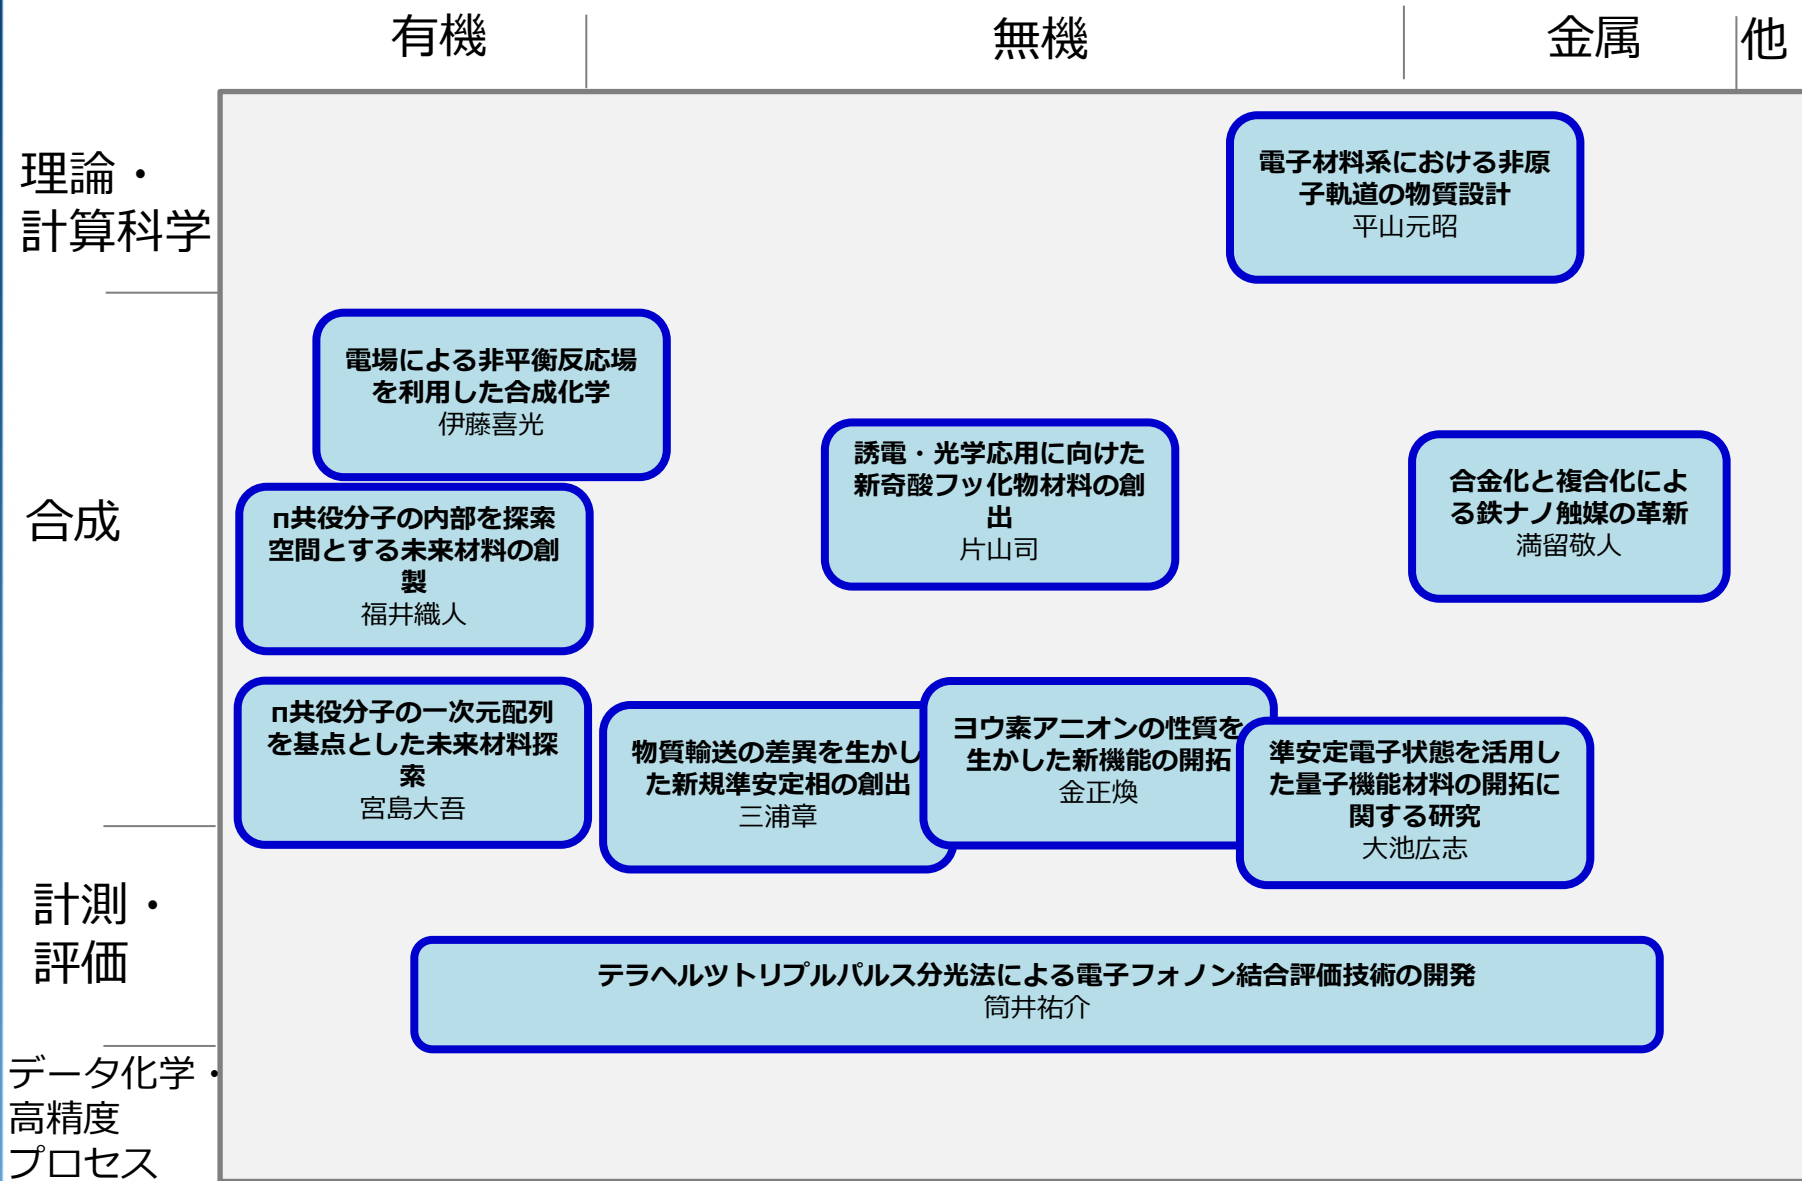 有機
無機
金属
他
理論・
計算科学
電子材料系における非原
子軌道の物質設計
平山元昭
合成
電場による非平衡反応場
を利用した合成化学
伊藤喜光
誘電・光学応用に向けた
新奇酸フッ化物材料の創
出
片山司
合金化と複合化によ
る鉄ナノ触媒の革新
満留敬人
π共役分子の内部を探索
空間とする未来材料の創
製
福井織人
π共役分子の一次元配列
を基点とした未来材料探
索
宮島大吾
物質輸送の差異を生かし
た新規準安定相の創出
三浦章
ヨウ素アニオンの性質を
生かした新機能の開拓
金正煥
準安定電子状態を活用し
た量子機能材料の開拓に
関する研究
大池広志
計測・
評価
テラヘルツトリプルパルス分光法による電子フォノン結合評価技術の開発
筒井祐介
データ化学・
高精度
プロセス